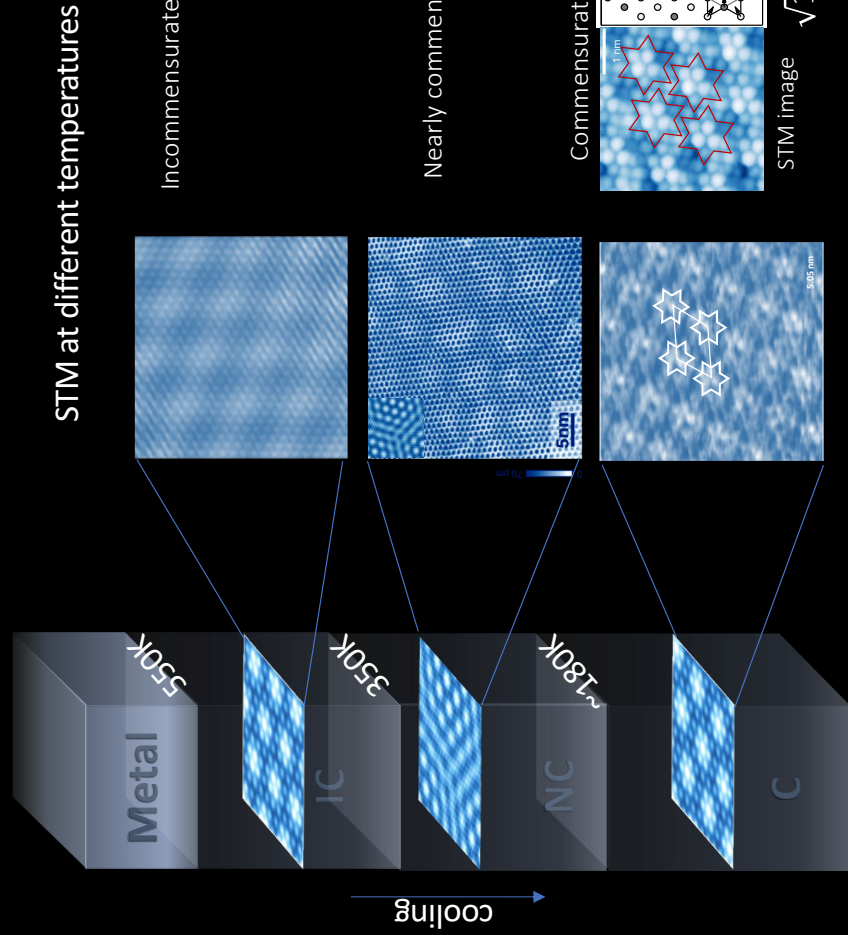 STM at different temperatures
Metal
550K
IC
350K
NC
~180K
C
cooling
Incommensurate
70 pm
0
5nm
Nearly commen
5.05 nm
Commensurat
1 nm
STM image